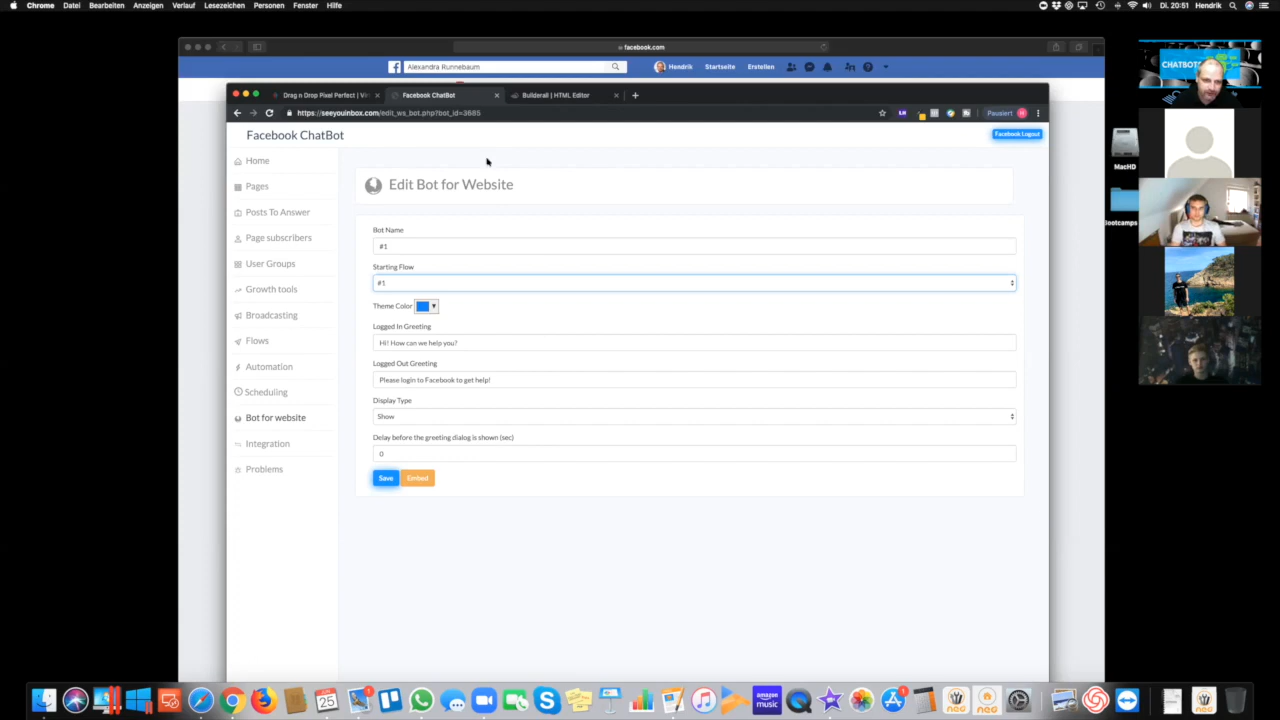 Chrome Datei Bearbeiten Anzeigen Verlauf Lesezeichen Personen Fenster Hilfe
Di. 20:51 Hendrik
facebook.com
Alexandra Runnebaum
Hendrik Startseite Erstellen
Drag n Drop Pixel Perfect |
Facebook ChatBot
Builderall | HTML Editor
https://seeyouinbox.com/edit_ws_bot.php?bot_id=3685
Pausiert
Facebook ChatBot
Facebook Logout
Home
Pages
Posts To Answer
Page subscribers
User Groups
Growth tools
Broadcasting
Flows
Automation
Scheduling
Bot for website
Integration
Problems
Edit Bot for Website
Bot Name
#1
Starting Flow
#1
Theme Color
Logged In Greeting
Hi! How can we help you?
Logged Out Greeting
Please login to Facebook to get help!
Display Type
Show
Delay before the greeting dialog is shown (sec)
0
Save Embed
MacHD
Bootcamps
25
amazon
music